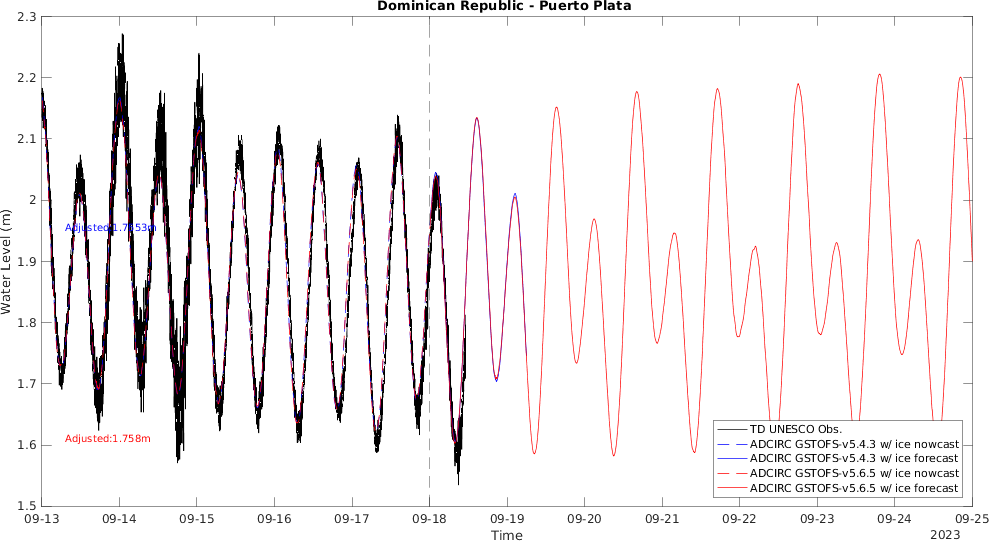 Dominican Republic - Puerto Plata
2.3
2.2
2.1
2
1.9
1.8
1.7
1.6
1.5
Water Level (m)
Adjusted:1.7653m
Adjusted:1.758m
TD UNESCO Obs.
ADCIRC GSTOFS-v5.4.3 w/ ice nowcast
ADCIRC GSTOFS-v5.4.3 w/ ice forecast
ADCIRC GSTOFS-v5.6.5 w/ ice nowcast
ADCIRC GSTOFS-v5.6.5 w/ ice forecast
09-13 09-14 09-15 09-16 09-17 09-18 09-19 09-20 09-21 09-22 09-23 09-24 09-25
Time
2023